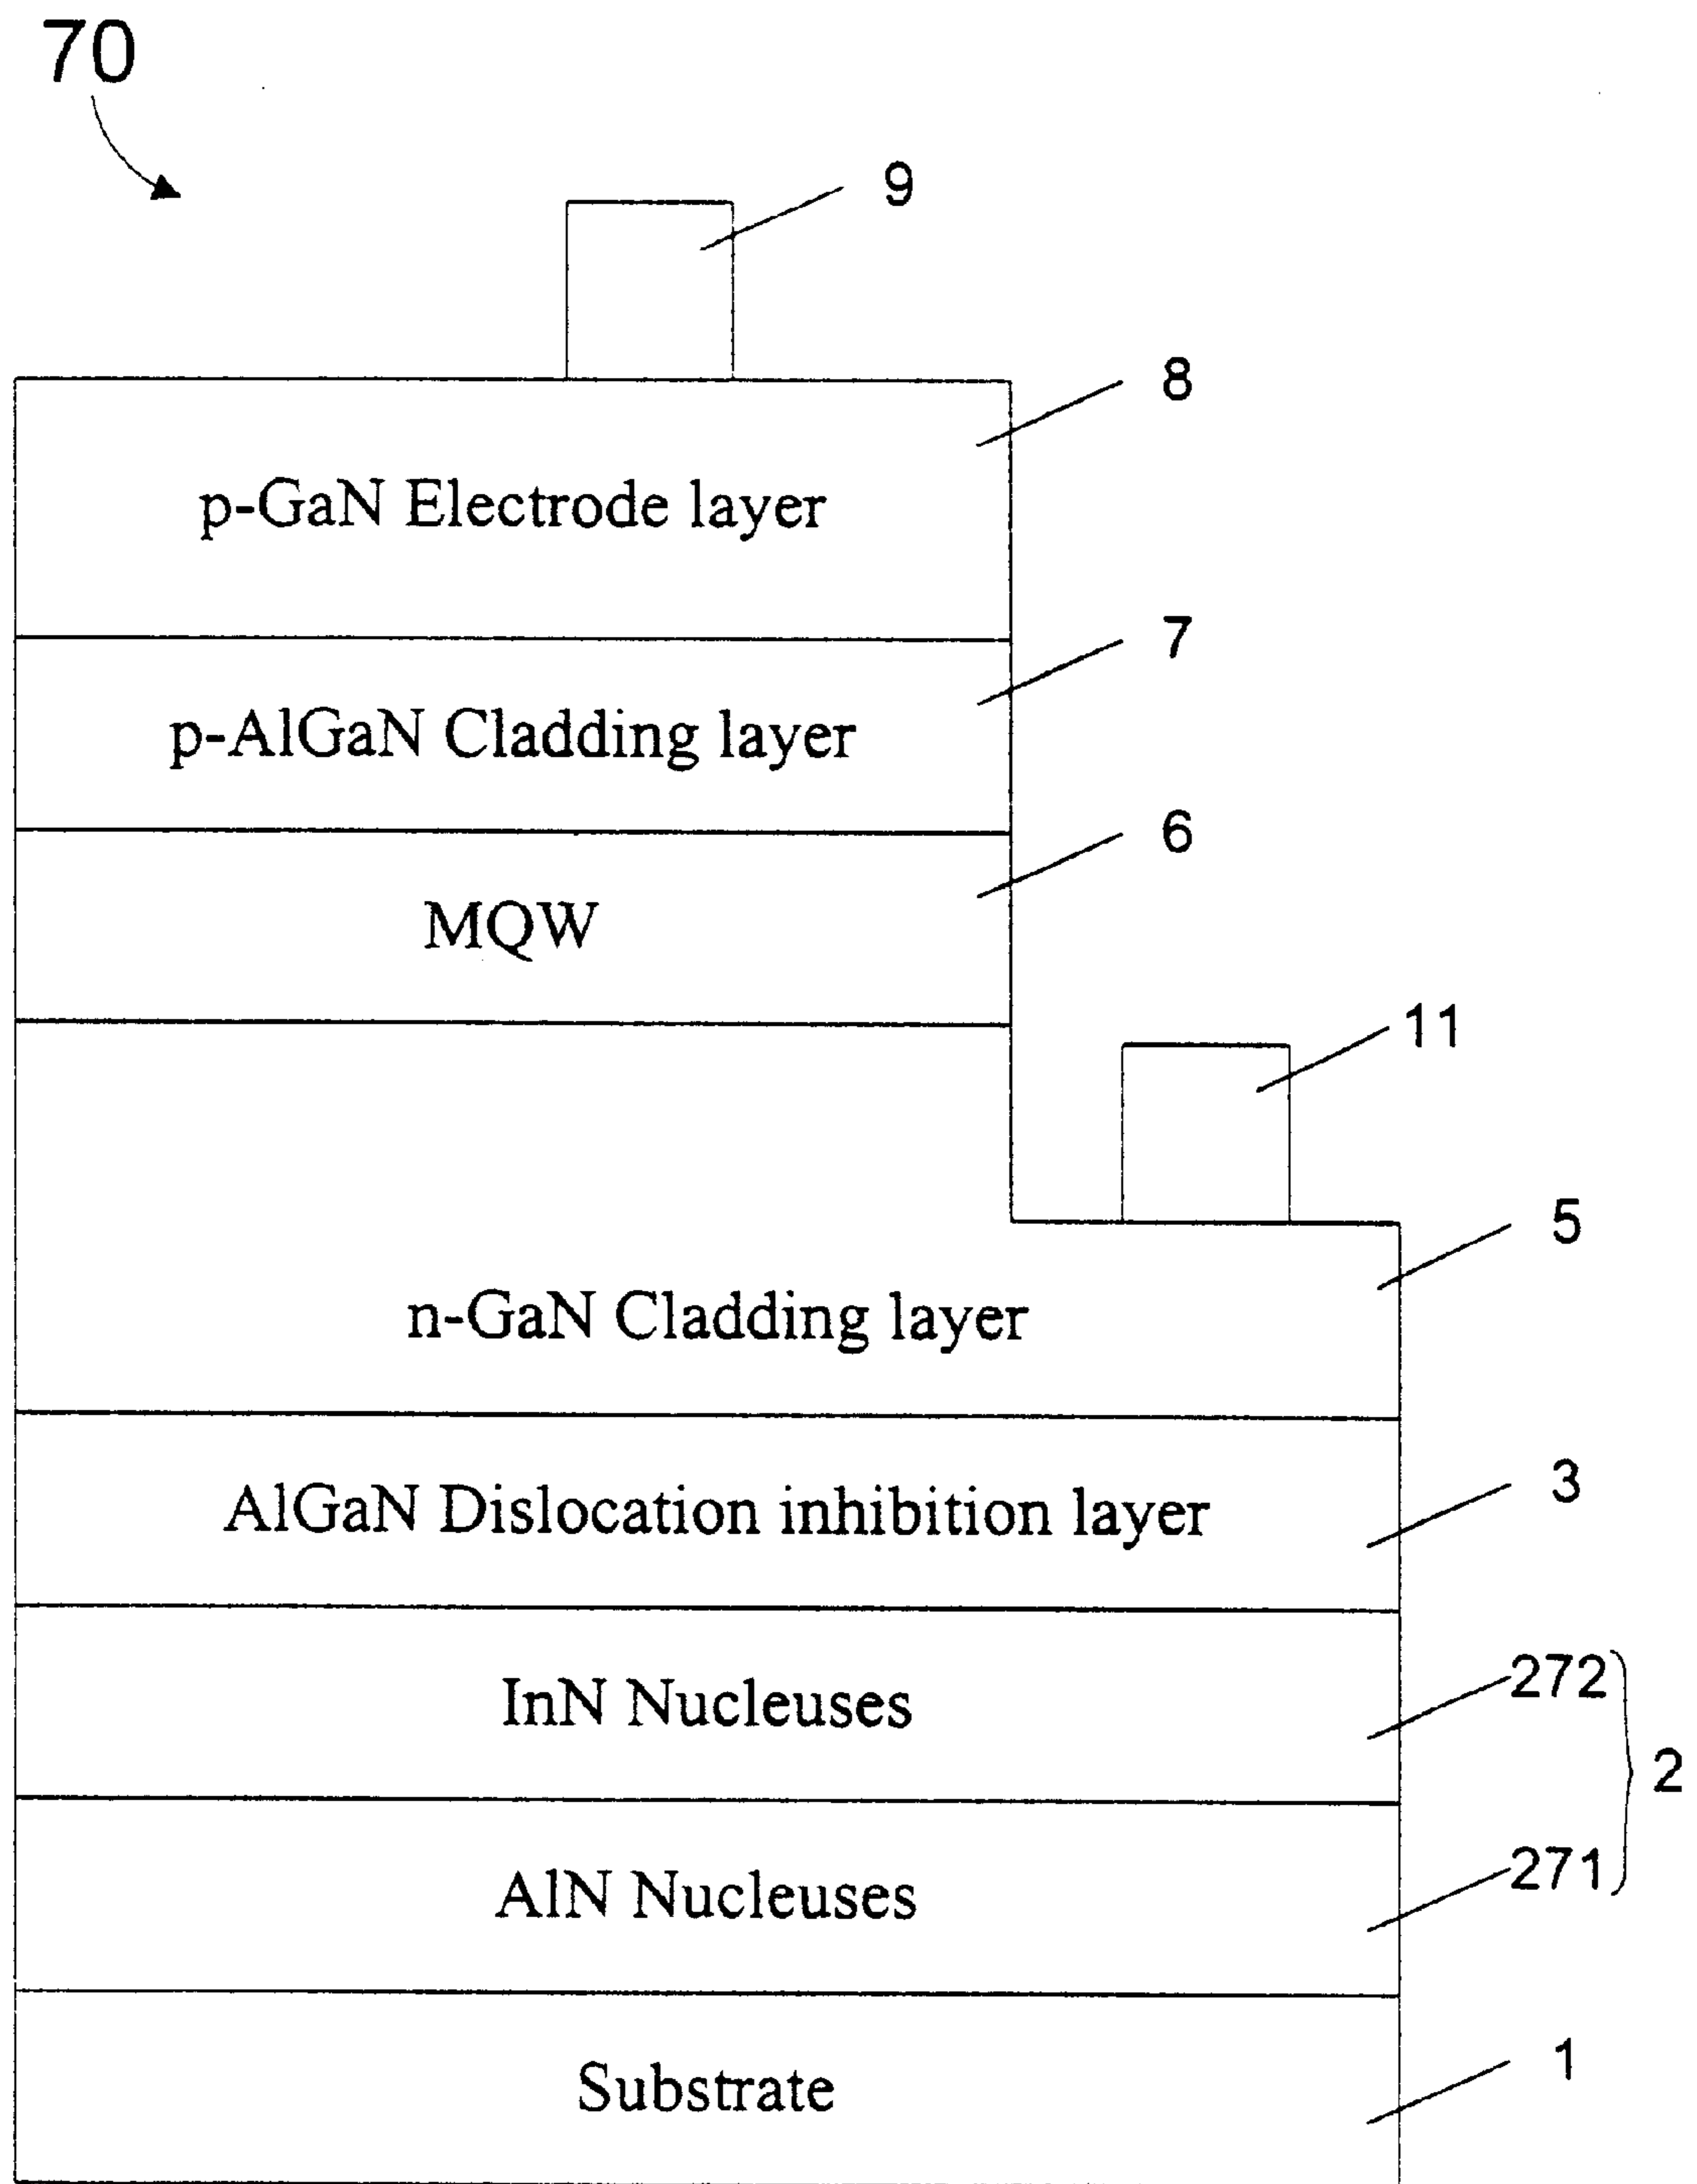 70
9
8
p-GaN Electrode layer
7
p-AlGaN Cladding layer
6
MQW
11
5
n-GaN Cladding layer
3
AlGaN Dislocation inhibition layer
272
InN Nucleuses
2
271
AlN Nucleuses
1
Substrate